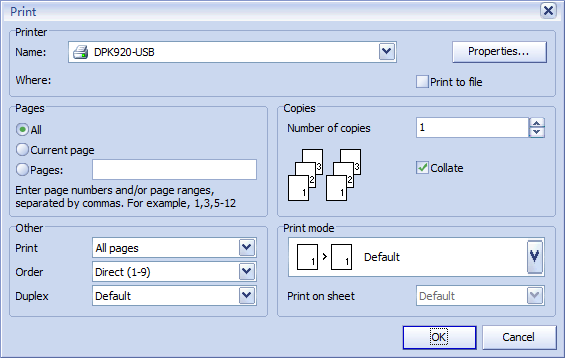 Print
Printer
Name:
DPK920-USB
Properties...
Where:
Print to file
Pages
All
Current page
Pages:
Enter page numbers and/or page ranges,
separated by commas. For example, 1,3,5-12
Copies
Number of copies
1
1 2 3
1 2 3
Collate
Other
Print
All pages
Order
Direct (1-9)
Duplex
Default
Print mode
1 > 1
Default
Print on sheet
Default
OK
Cancel